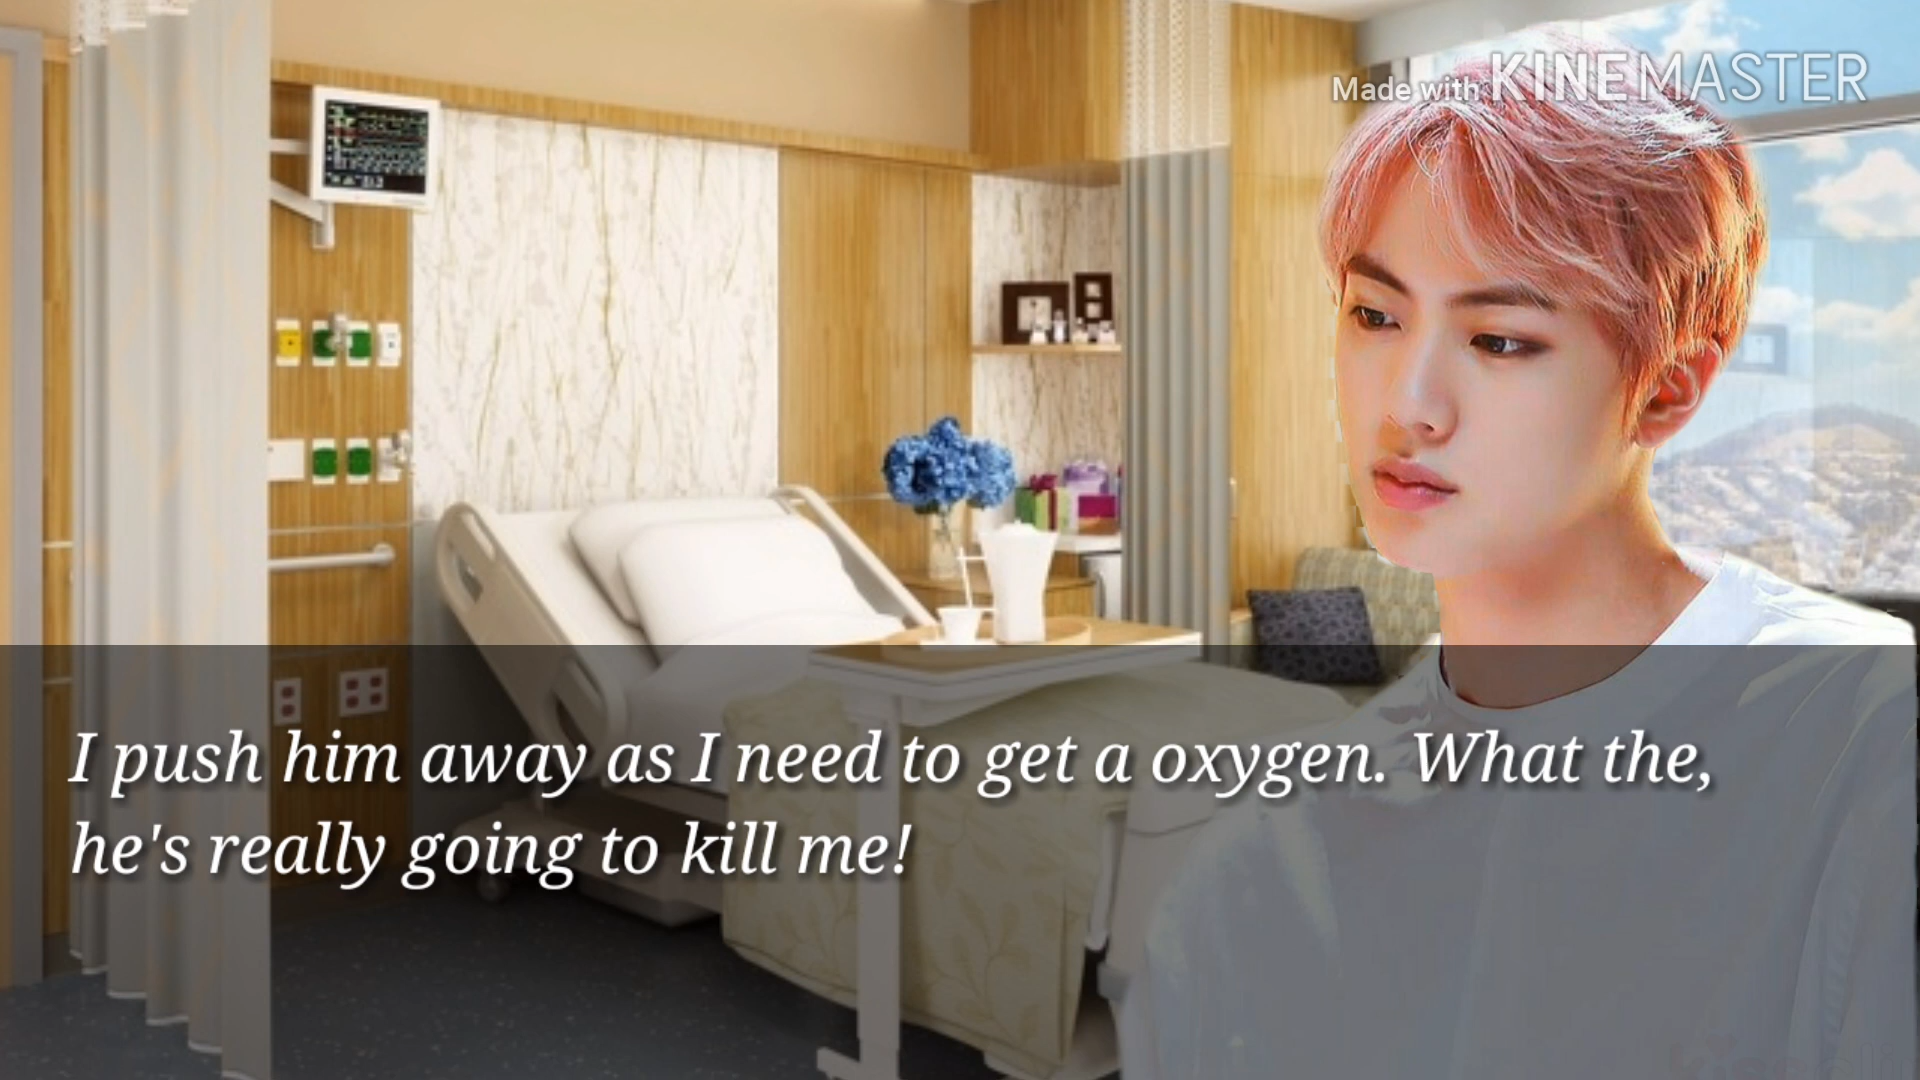 Made with KINEMASTER
I push him away as I need to get a oxygen. What the,
he's really going to kill me!